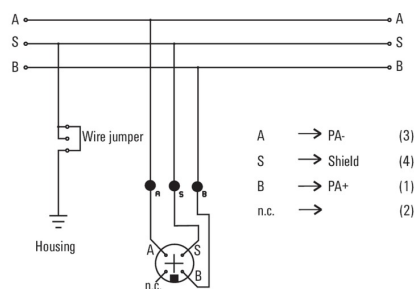 A A
S S
B B
Wire jumper
A → PA- (3)
S → Shield (4)
B → PA+ (1)
n.c. → (2)
A S B
A S
B
n.c.
Housing